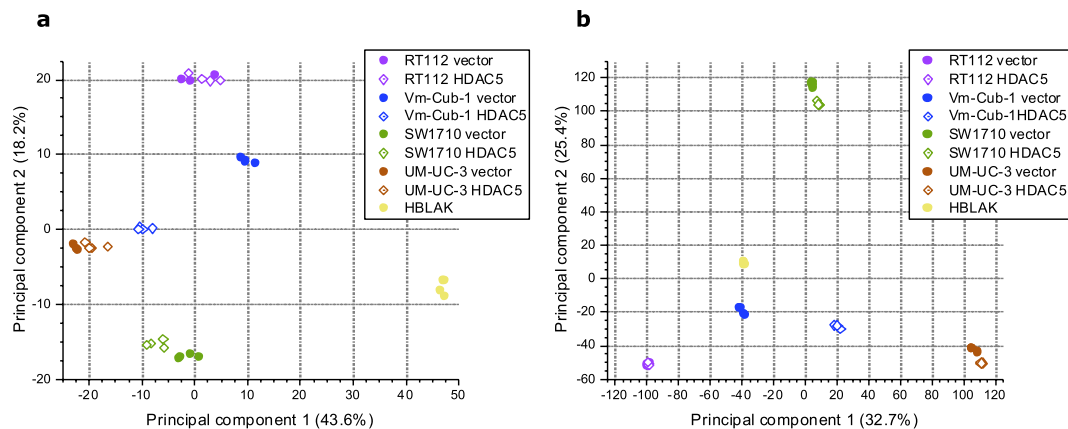 a
20
10
0
-10
-20
-20
-10
0
10
20
30
40
50
Principal component 2 (18.2%)
Principal component 1 (43.6%)
RT112 vector
RT112 HDAC5
Vm-Cub-1 vector
Vm-Cub-1 HDAC5
SW1710 vector
SW1710 HDAC5
UM-UC-3 vector
UM-UC-3 HDAC5
HBLAK
b
120
100
80
60
40
20
0
-20
-40
-60
-120
-100
-80
-60
-40
-20
0
20
40
60
80
100
120
Principal component 2 (25.4%)
Principal component 1 (32.7%)
RT112 vector
RT112 HDAC5
Vm-Cub-1 vector
Vm-Cub-1HDAC5
SW1710 vector
SW1710 HDAC5
UM-UC-3 vector
UM-UC-3 HDAC5
HBLAK